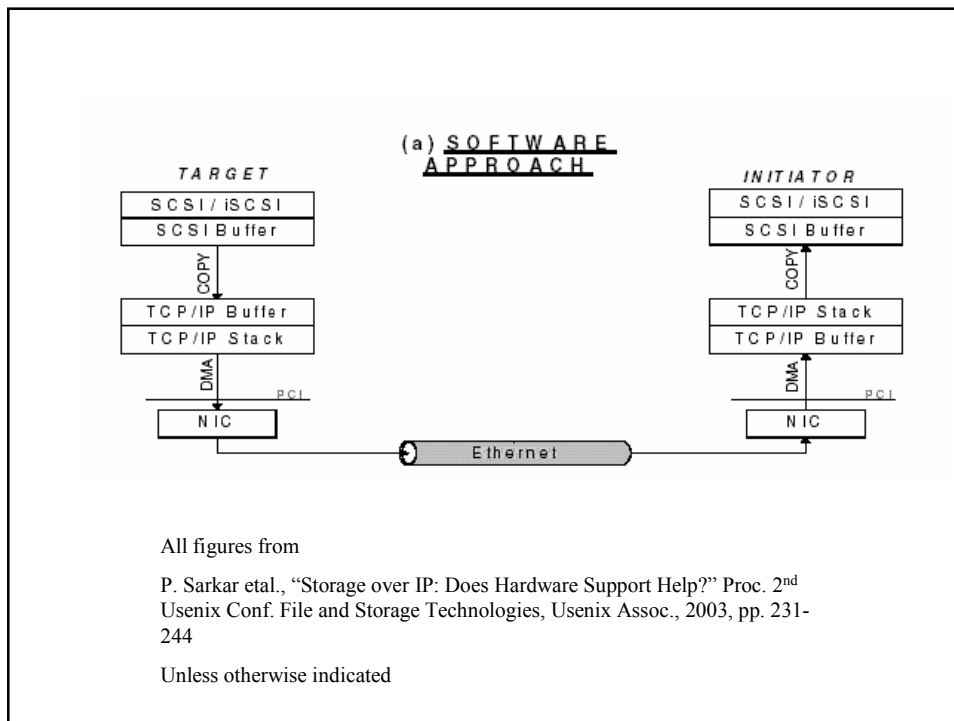 (a) SOFTWARE
APPROACH
TARGET
SCSI / iSCSI
SCSI Buffer
COPY
TCP/IP Buffer
TCP/IP Stack
DMA
PCI
NIC
Ethernet
INITIATOR
SCSI / iSCSI
SCSI Buffer
COPY
TCP/IP Stack
TCP/IP Buffer
DMA
PCI
NIC
All figures from
P. Sarkar etal., “Storage over IP: Does Hardware Support Help?” Proc. 2nd
Usenix Conf. File and Storage Technologies, Usenix Assoc., 2003, pp. 231-
244
Unless otherwise indicated